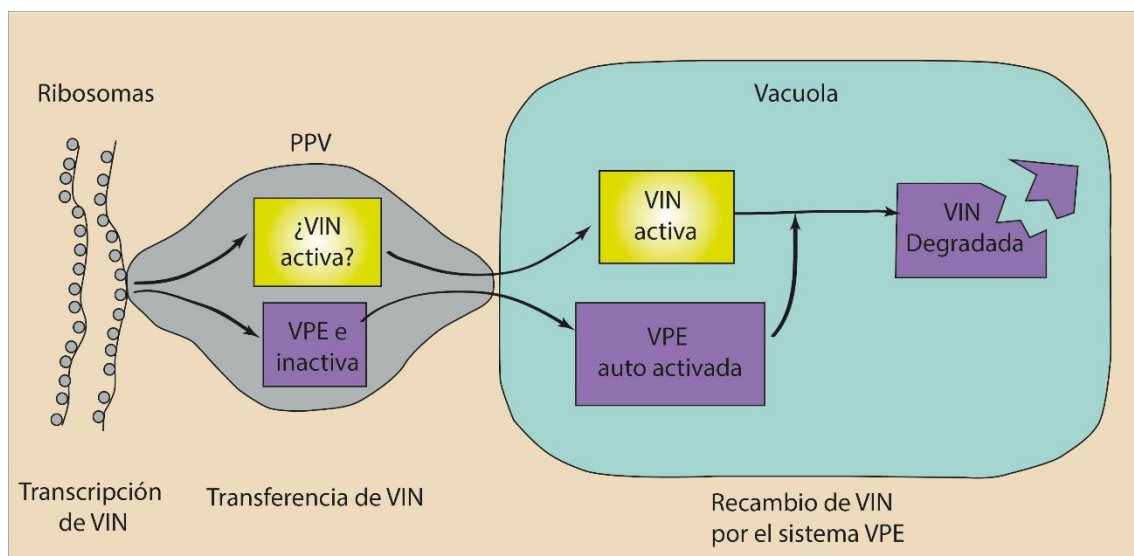 Ribosomas
PPV
Vacuola
¿VIN
activa?
VPE e
inactiva
VIN
activa
VPE
auto activada
VIN
Degradada
Transcripción
de VIN
Transferencia de VIN
Recambio de VIN
por el sistema VPE